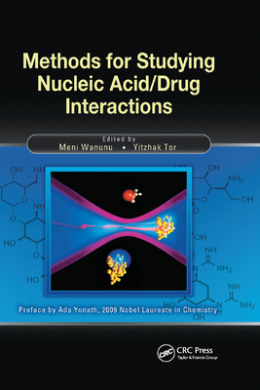 Methods for Studying
Nucleic Acid/Drug
Interactions
Edited by
Meni Wanunu • Yitzhak Tor
Preface by Ada Yonath, 2009 Nobel Laureate in Chemistry
CRC Press
Taylor & Francis Group